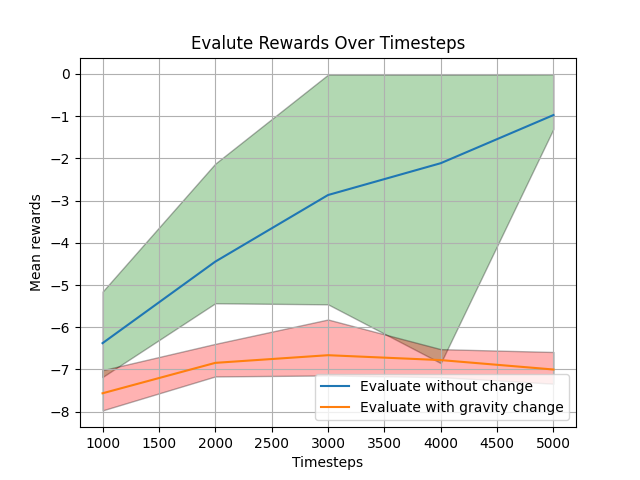 Evalute Rewards Over Timesteps
Mean rewards
0
−1
−2
−3
−4
−5
−6
−7
−8
Evaluate without change
Evaluate with gravity change
1000 1500 2000 2500 3000 3500 4000 4500 5000
Timesteps